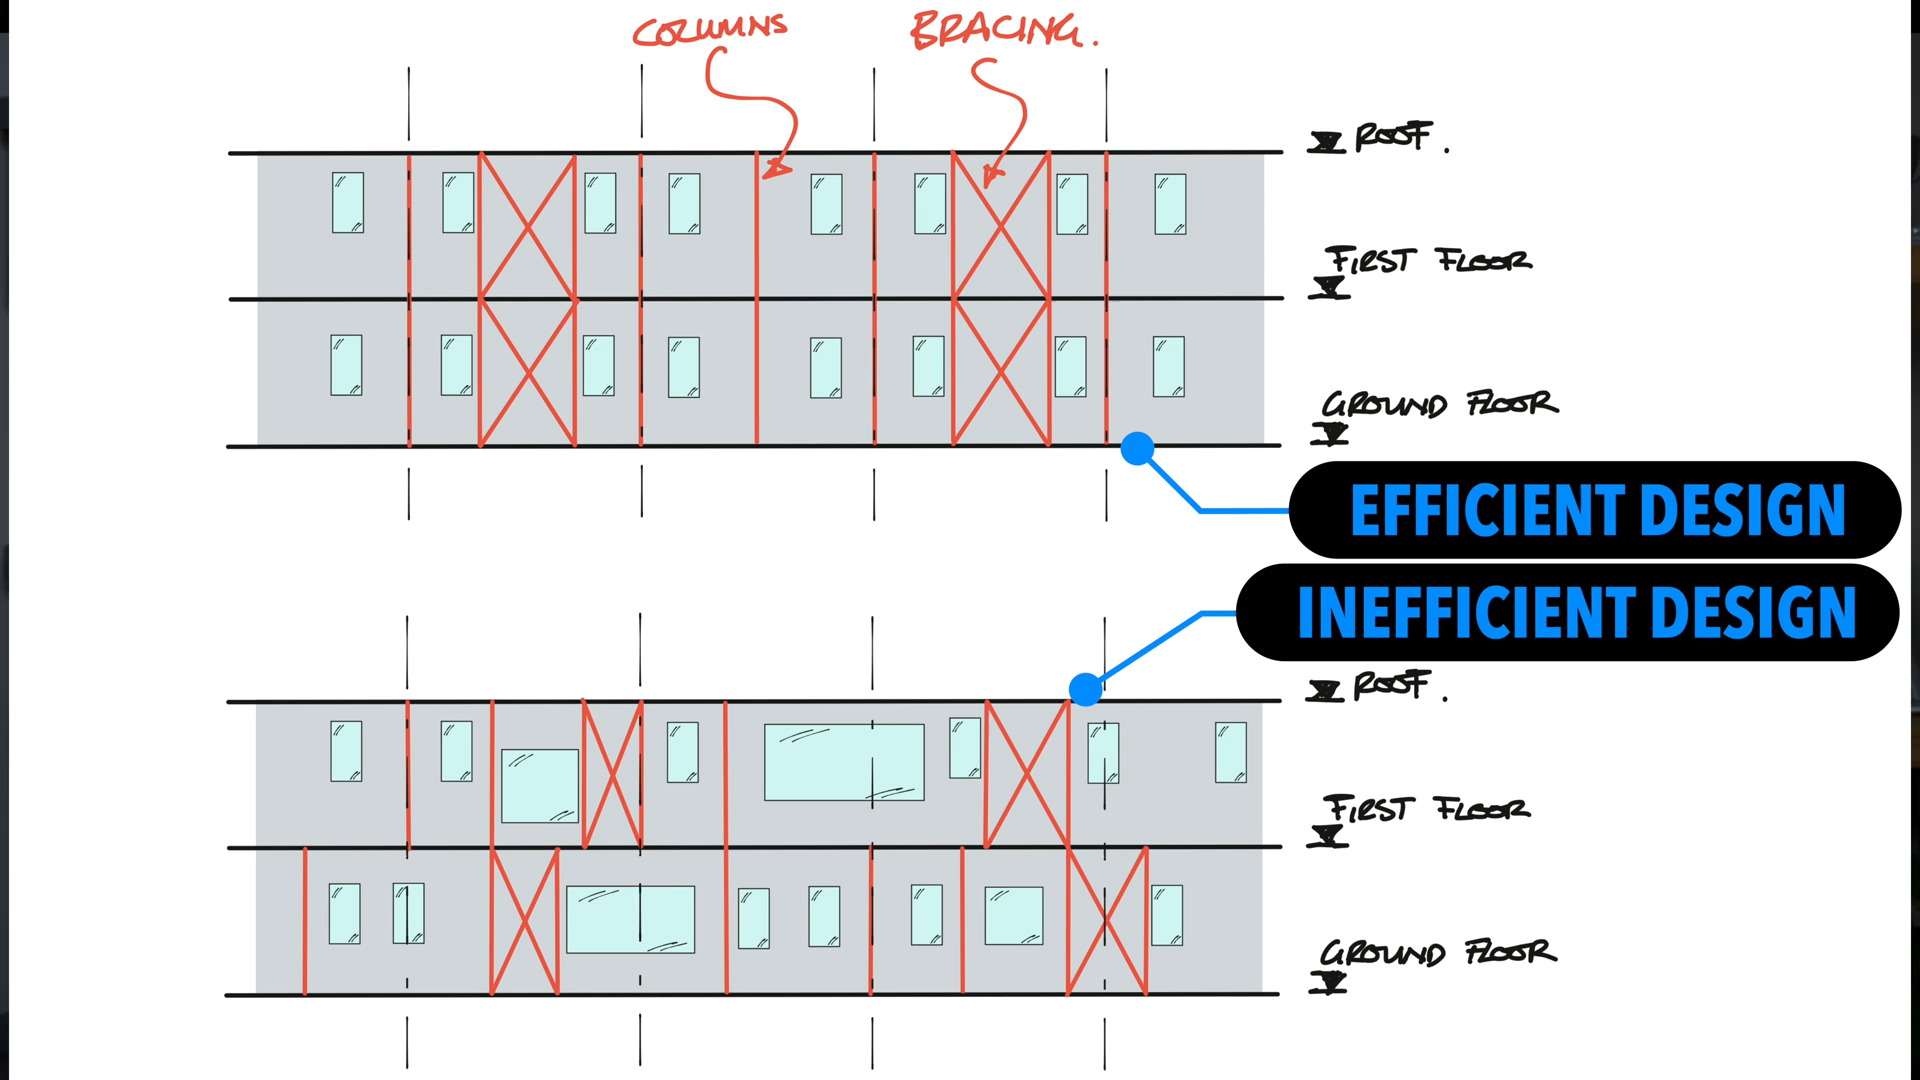 COLUMNS
BRACING.
ROOF.
FIRST FLOOR
GROUND FLOOR
EFFICIENT DESIGN
INEFFICIENT DESIGN
ROOF.
FIRST FLOOR
GROUND FLOOR